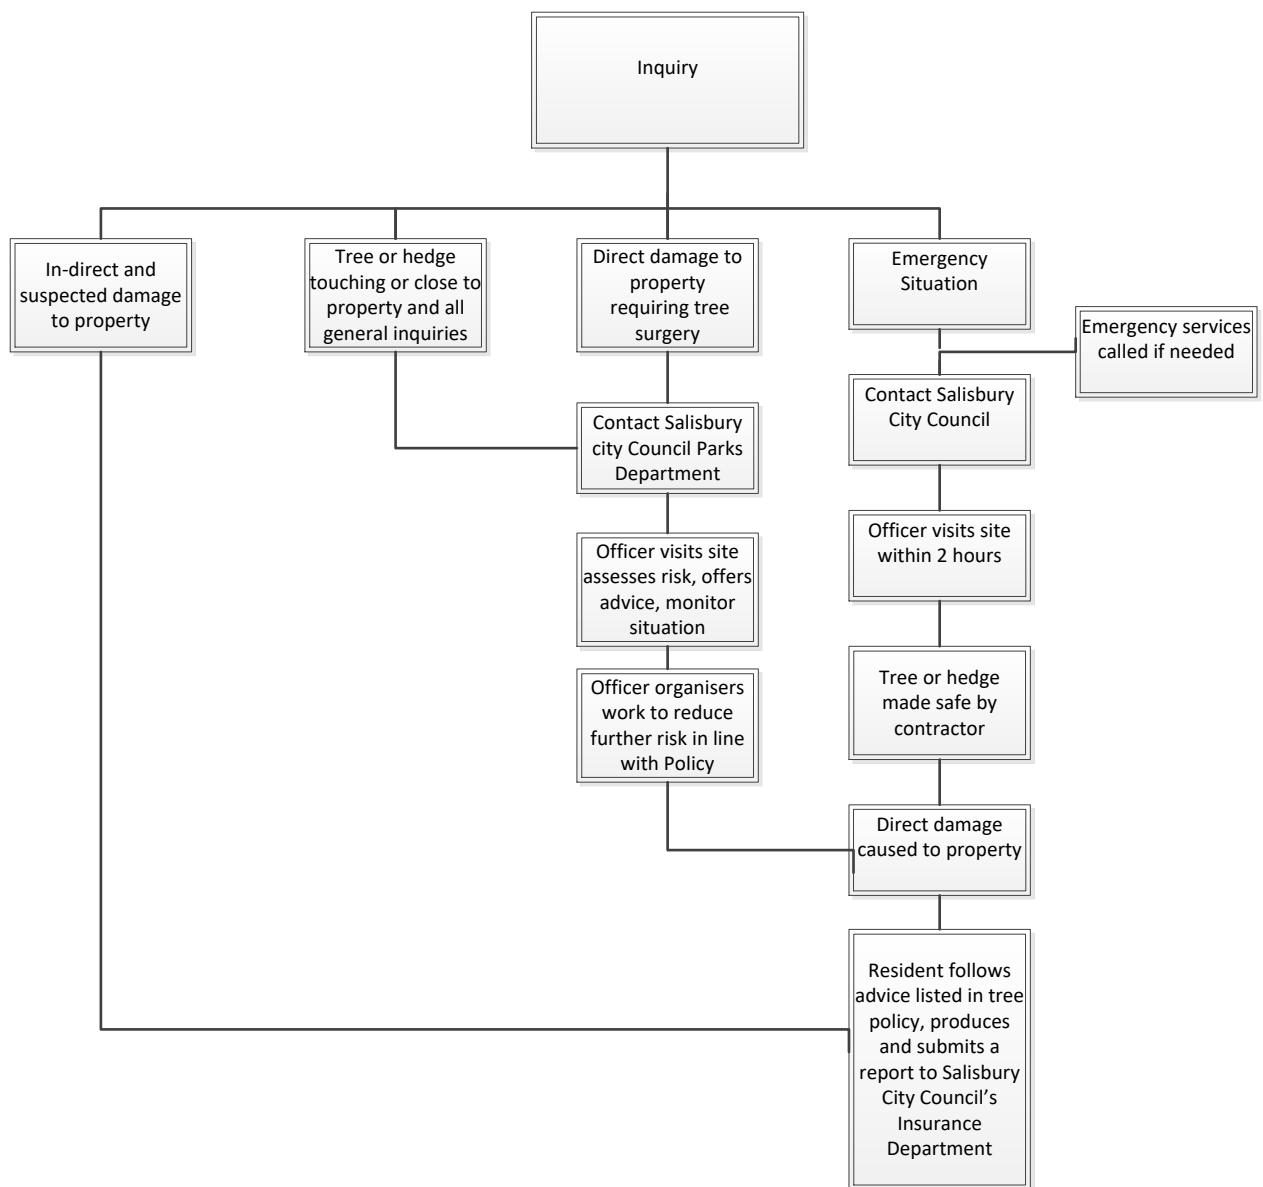 Inquiry
In-direct and
suspected damage
to property
Tree or hedge
touching or close to
property and all
general inquiries
Direct damage to
property
requiring tree
surgery
Emergency
Situation
Emergency services
called if needed
Contact Salisbury
city Council Parks
Department
Contact Salisbury
City Council
Officer visits site
assesses risk, offers
advice, monitor
situation
Officer visits site
within 2 hours
Officer organisers
work to reduce
further risk in line
with Policy
Tree or hedge
made safe by
contractor
Direct damage
caused to property
Resident follows
advice listed in tree
policy, produces
and submits a
report to Salisbury
City Council’s
Insurance
Department